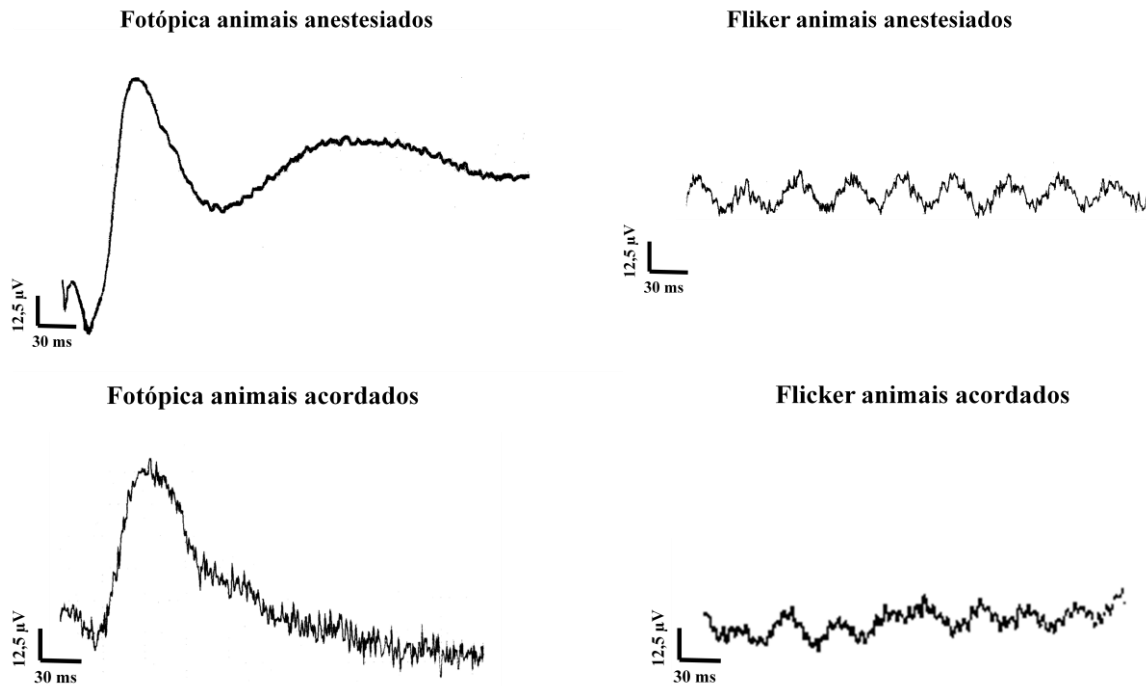 Fotópica animais anestesiados
Fliker animais anestesiados
12,5 µV
30 ms
12,5 µV
30 ms
Fotópica animais acordados
Flicker animais acordados
12,5 µV
30 ms
12,5 µV
30 ms